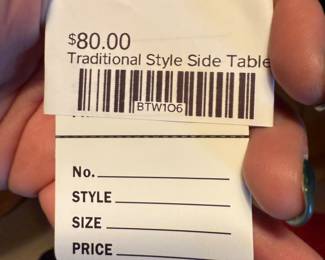 $80.00
Traditional Style Side Table
BTW106
No.
STYLE
SIZE
PRICE